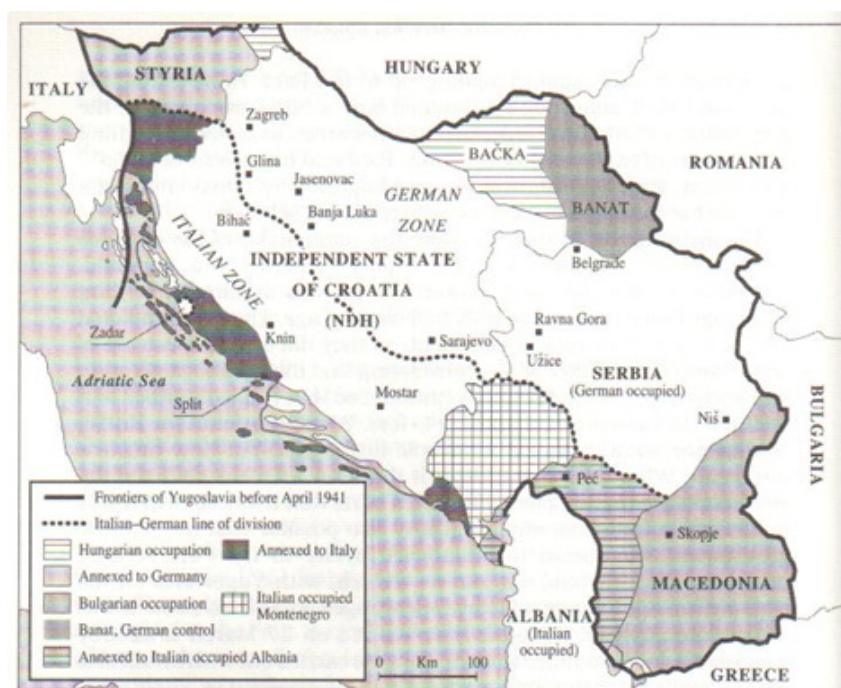 HUNGARY
STYRIA
ITALY
Zagreb
BAČKA
ROMANIA
Glina
Jasenovac
GERMAN
ZONE
BANAT
Bihać
Banja Luka
ITALIAN ZONE
INDEPENDENT STATE
OF CROATIA
(NDH)
Belgrade
Ravna Gora
Zadar
Knin
Sarajevo
Užice
Adriatic Sea
SERBIA
(German occupied)
BULGARIA
Split
Mostar
Niš
Peč
Skopje
MACEDONIA
ALBANIA
(Italian
occupied)
GREECE
Frontiers of Yugoslavia before April 1941
Italian–German line of division
Hungarian occupation
Annexed to Italy
Annexed to Germany
Bulgarian occupation
Italian occupied
Montenegro
Banat, German control
Annexed to Italian occupied Albania
0 Km 100